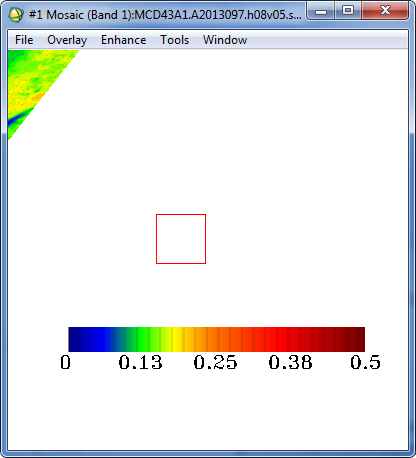 #1 Mosaic (Band 1):MCD43A1.A2013097.h08v05.s...
File Overlay Enhance Tools Window
0 0.13 0.25 0.38 0.5